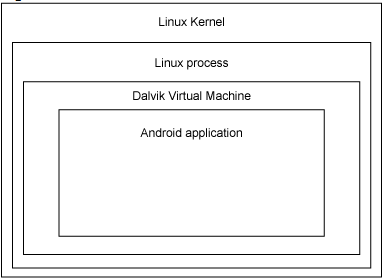 Linux Kernel
Linux process
Dalvik Virtual Machine
Android application